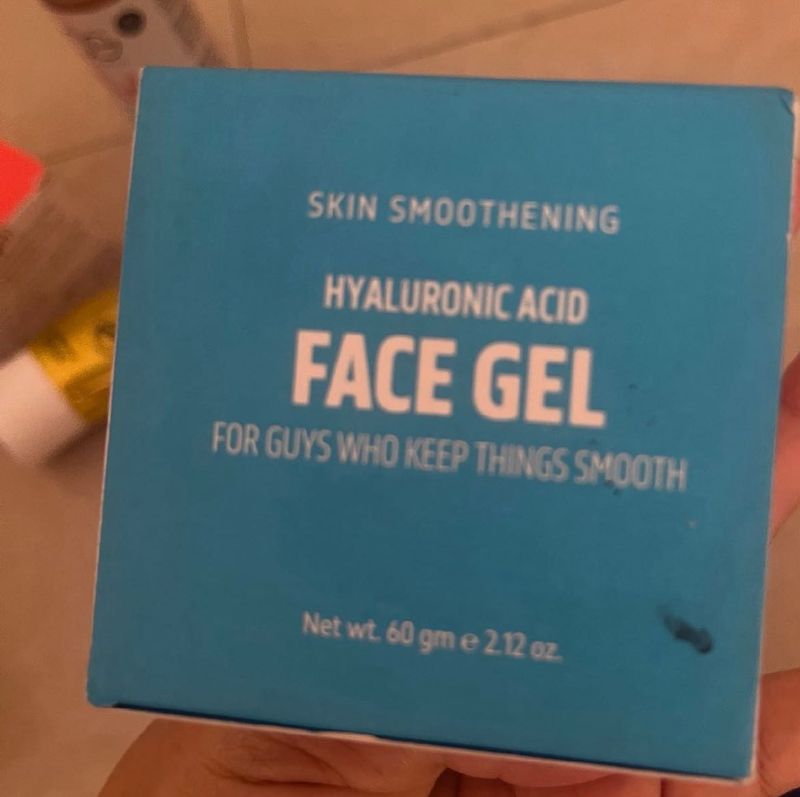 SKIN SMOOTHENING
HYALURONIC ACID
FACE GEL
FOR GUYS WHO KEEP THINGS SMOOTH
Net wt. 60 gm ℮ 2.12 oz.